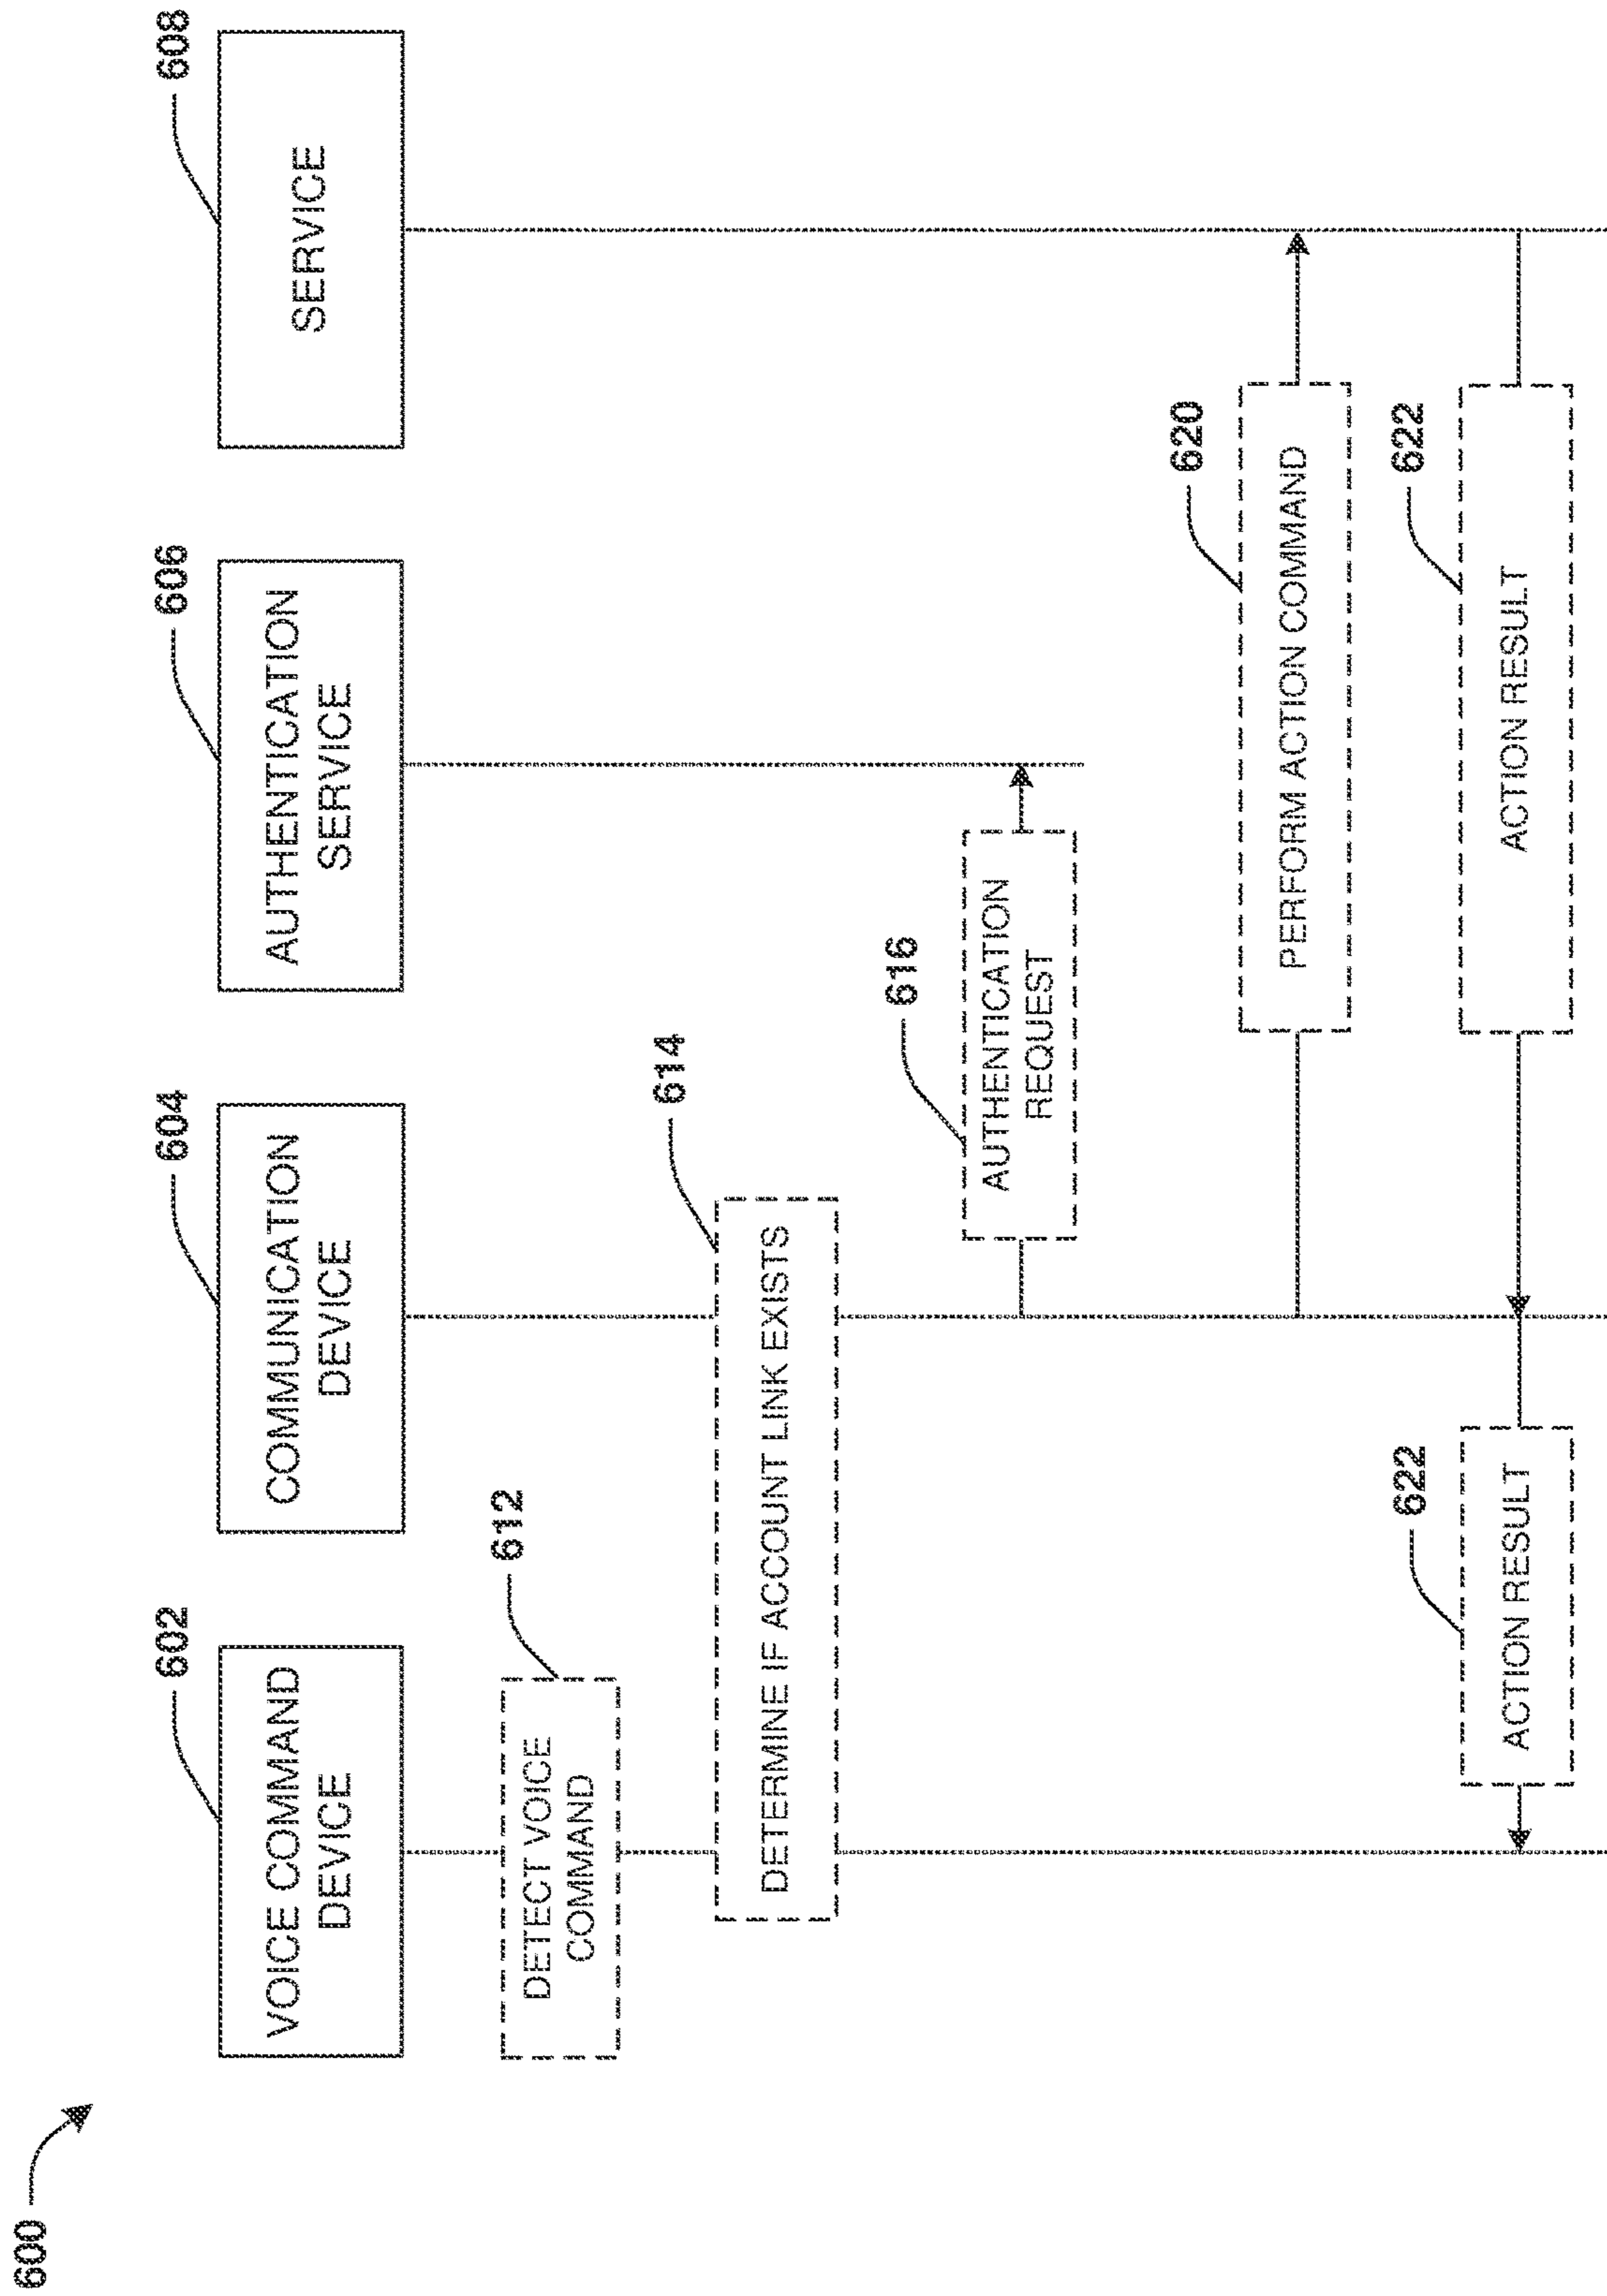 600
602
VOICE COMMAND
DEVICE
604
COMMUNICATION
DEVICE
606
AUTHENTICATION
SERVICE
608
SERVICE
612
DETECT VOICE
COMMAND
614
DETERMINE IF ACCOUNT LINK EXISTS
616
AUTHENTICATION
REQUEST
620
PERFORM ACTION COMMAND
622
ACTION RESULT
622
ACTION RESULT